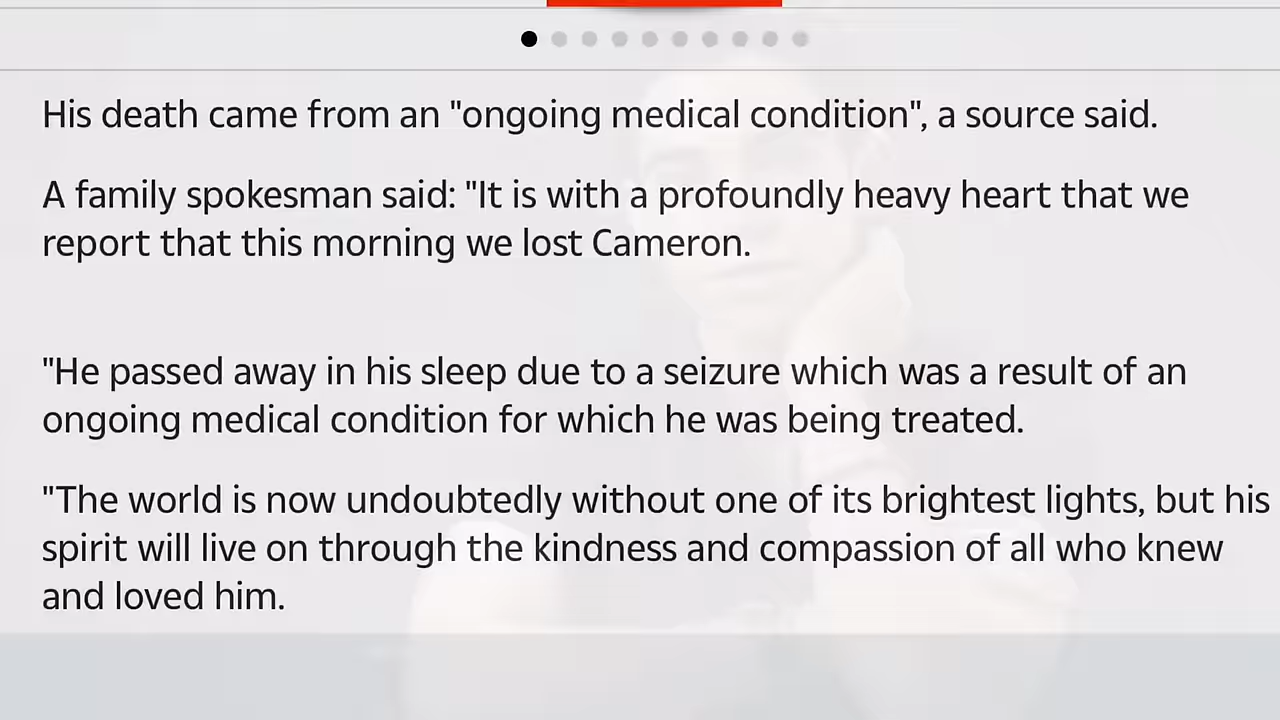 His death came from an "ongoing medical condition", a source said.
A family spokesman said: "It is with a profoundly heavy heart that we
report that this morning we lost Cameron.
"He passed away in his sleep due to a seizure which was a result of an
ongoing medical condition for which he was being treated.
"The world is now undoubtedly without one of its brightest lights, but his
spirit will live on through the kindness and compassion of all who knew
and loved him.